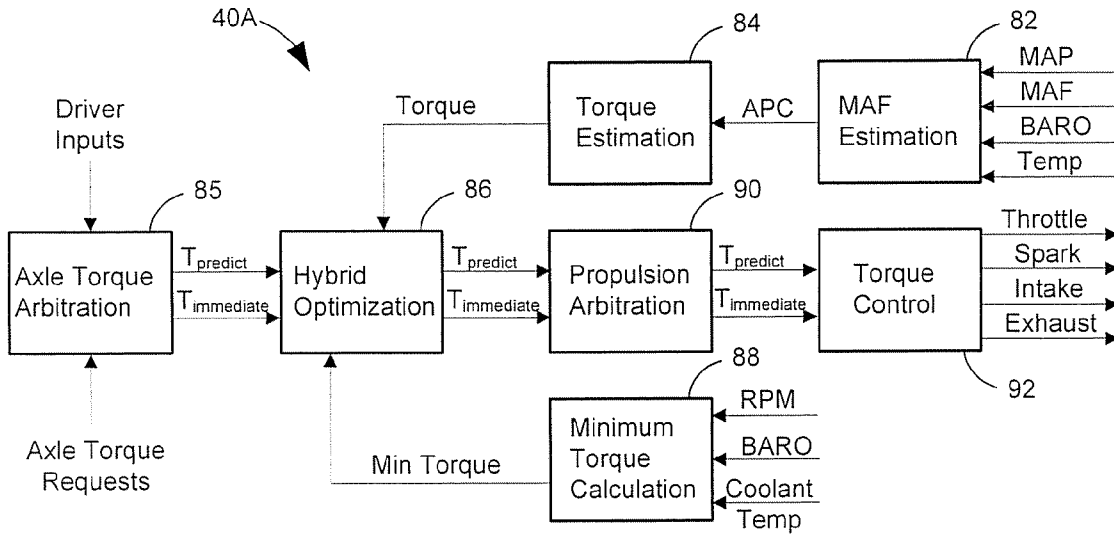 40A
84
82
Driver
Inputs
Torque
Torque
Estimation
APC
MAF
Estimation
MAP
MAF
BARO
Temp
85
86
90
Axle Torque
Arbitration
Tpredict
Timmediate
Hybrid
Optimization
Tpredict
Timmediate
Propulsion
Arbitration
Tpredict
Timmediate
Torque
Control
Throttle
Spark
Intake
Exhaust
92
88
Axle Torque
Requests
Min Torque
Minimum
Torque
Calculation
RPM
BARO
Coolant
Temp